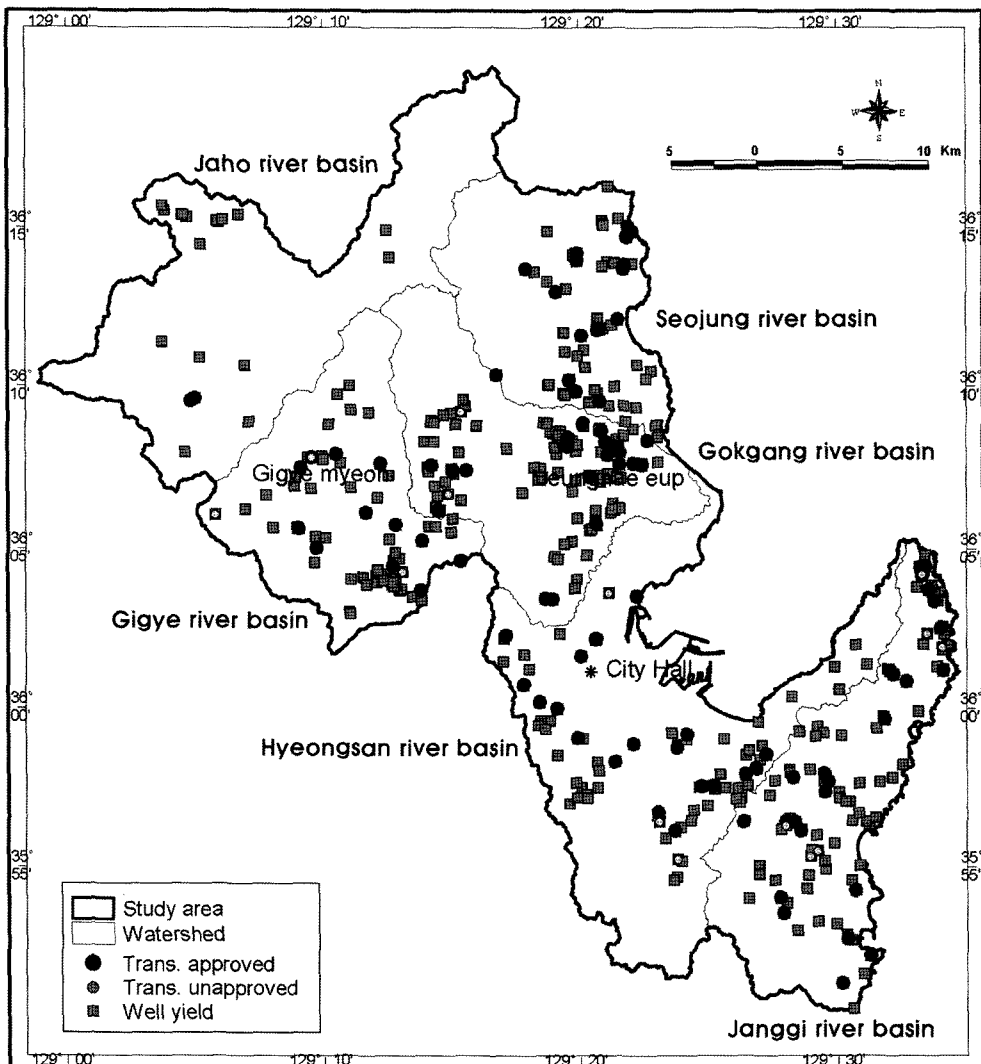 129° 00'
129° 10'
129° 20'
129° 30'
N
W E
S
5 0 5 10 Km
Jaho river basin
36° 15'
36° 15'
Seojung river basin
36° 10'
36° 10'
Gokgang river basin
Gigye myeon
eup
36° 05'
36° 05'
Gigye river basin
City Hall
36° 00'
36° 00'
Hyeongsan river basin
35° 55'
35° 55'
Study area
Watershed
Trans. approved
Trans. unapproved
Well yield
Janggi river basin
129° 00'
129° 10'
129° 20'
129° 30'